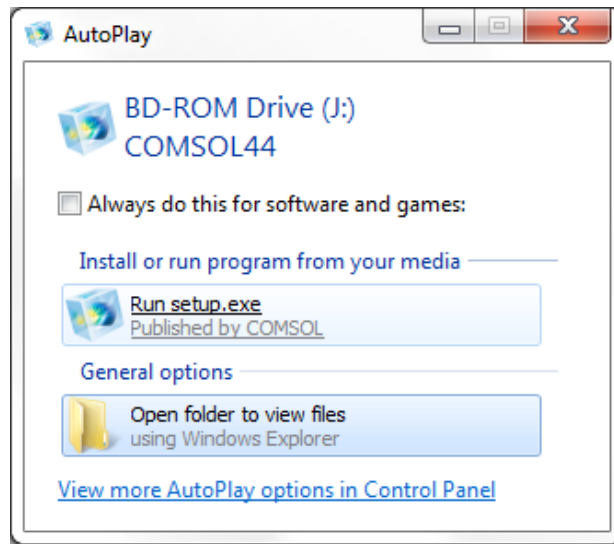 AutoPlay
BD-ROM Drive (J:)
COMSOL44
Always do this for software and games:
Install or run program from your media
Run setup.exe
Published by COMSOL
General options
Open folder to view files
using Windows Explorer
View more AutoPlay options in Control Panel